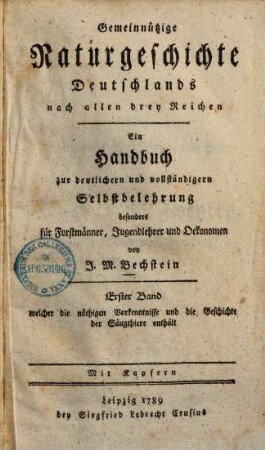 Gemeinnützige
Naturgeschichte
Deutschlands
nach allen drey Reichen
Ein
Handbuch
zur deutlichern und vollständigern
Selbstbelehrung
besonders
für Forstmänner, Jugendlehrer und Oekonomen
von
J. M. Bechstein
Erster Band
welcher die nöthigen Vorkenntnisse und die Geschichte
der Säugthiere enthält
Mit Kupfern
Leipzig 1789
bey Siegfried Lebrecht Crusius
AUGSBURG